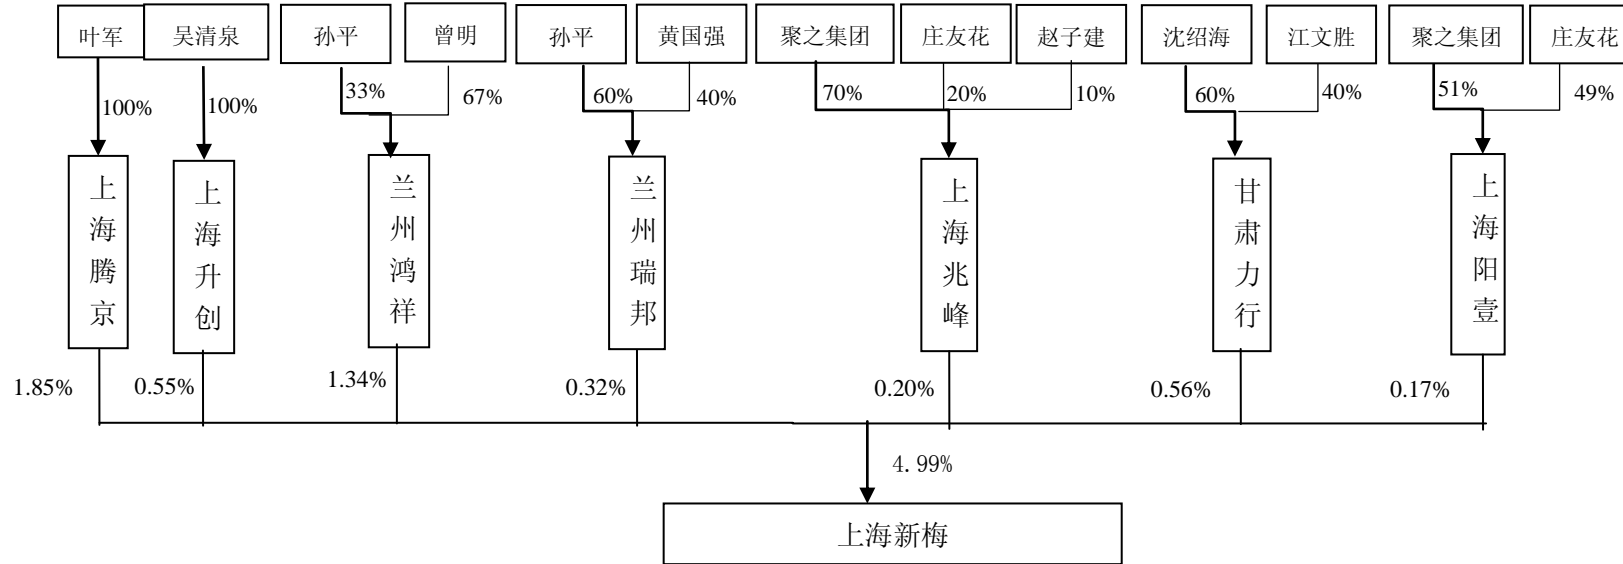 叶军
吴清泉
孙平
曾明
孙平
黄国强
聚之集团
庄友花
赵子建
沈绍海
江文胜
聚之集团
庄友花
100%
100%
33%
67%
60%
40%
70%
20%
10%
60%
40%
51%
49%
上海腾京
上海升创
兰州鸿祥
兰州瑞邦
上海兆峰
甘肃力行
上海阳壹
1.85%
0.55%
1.34%
0.32%
0.20%
0.56%
0.17%
4.99%
上海新梅